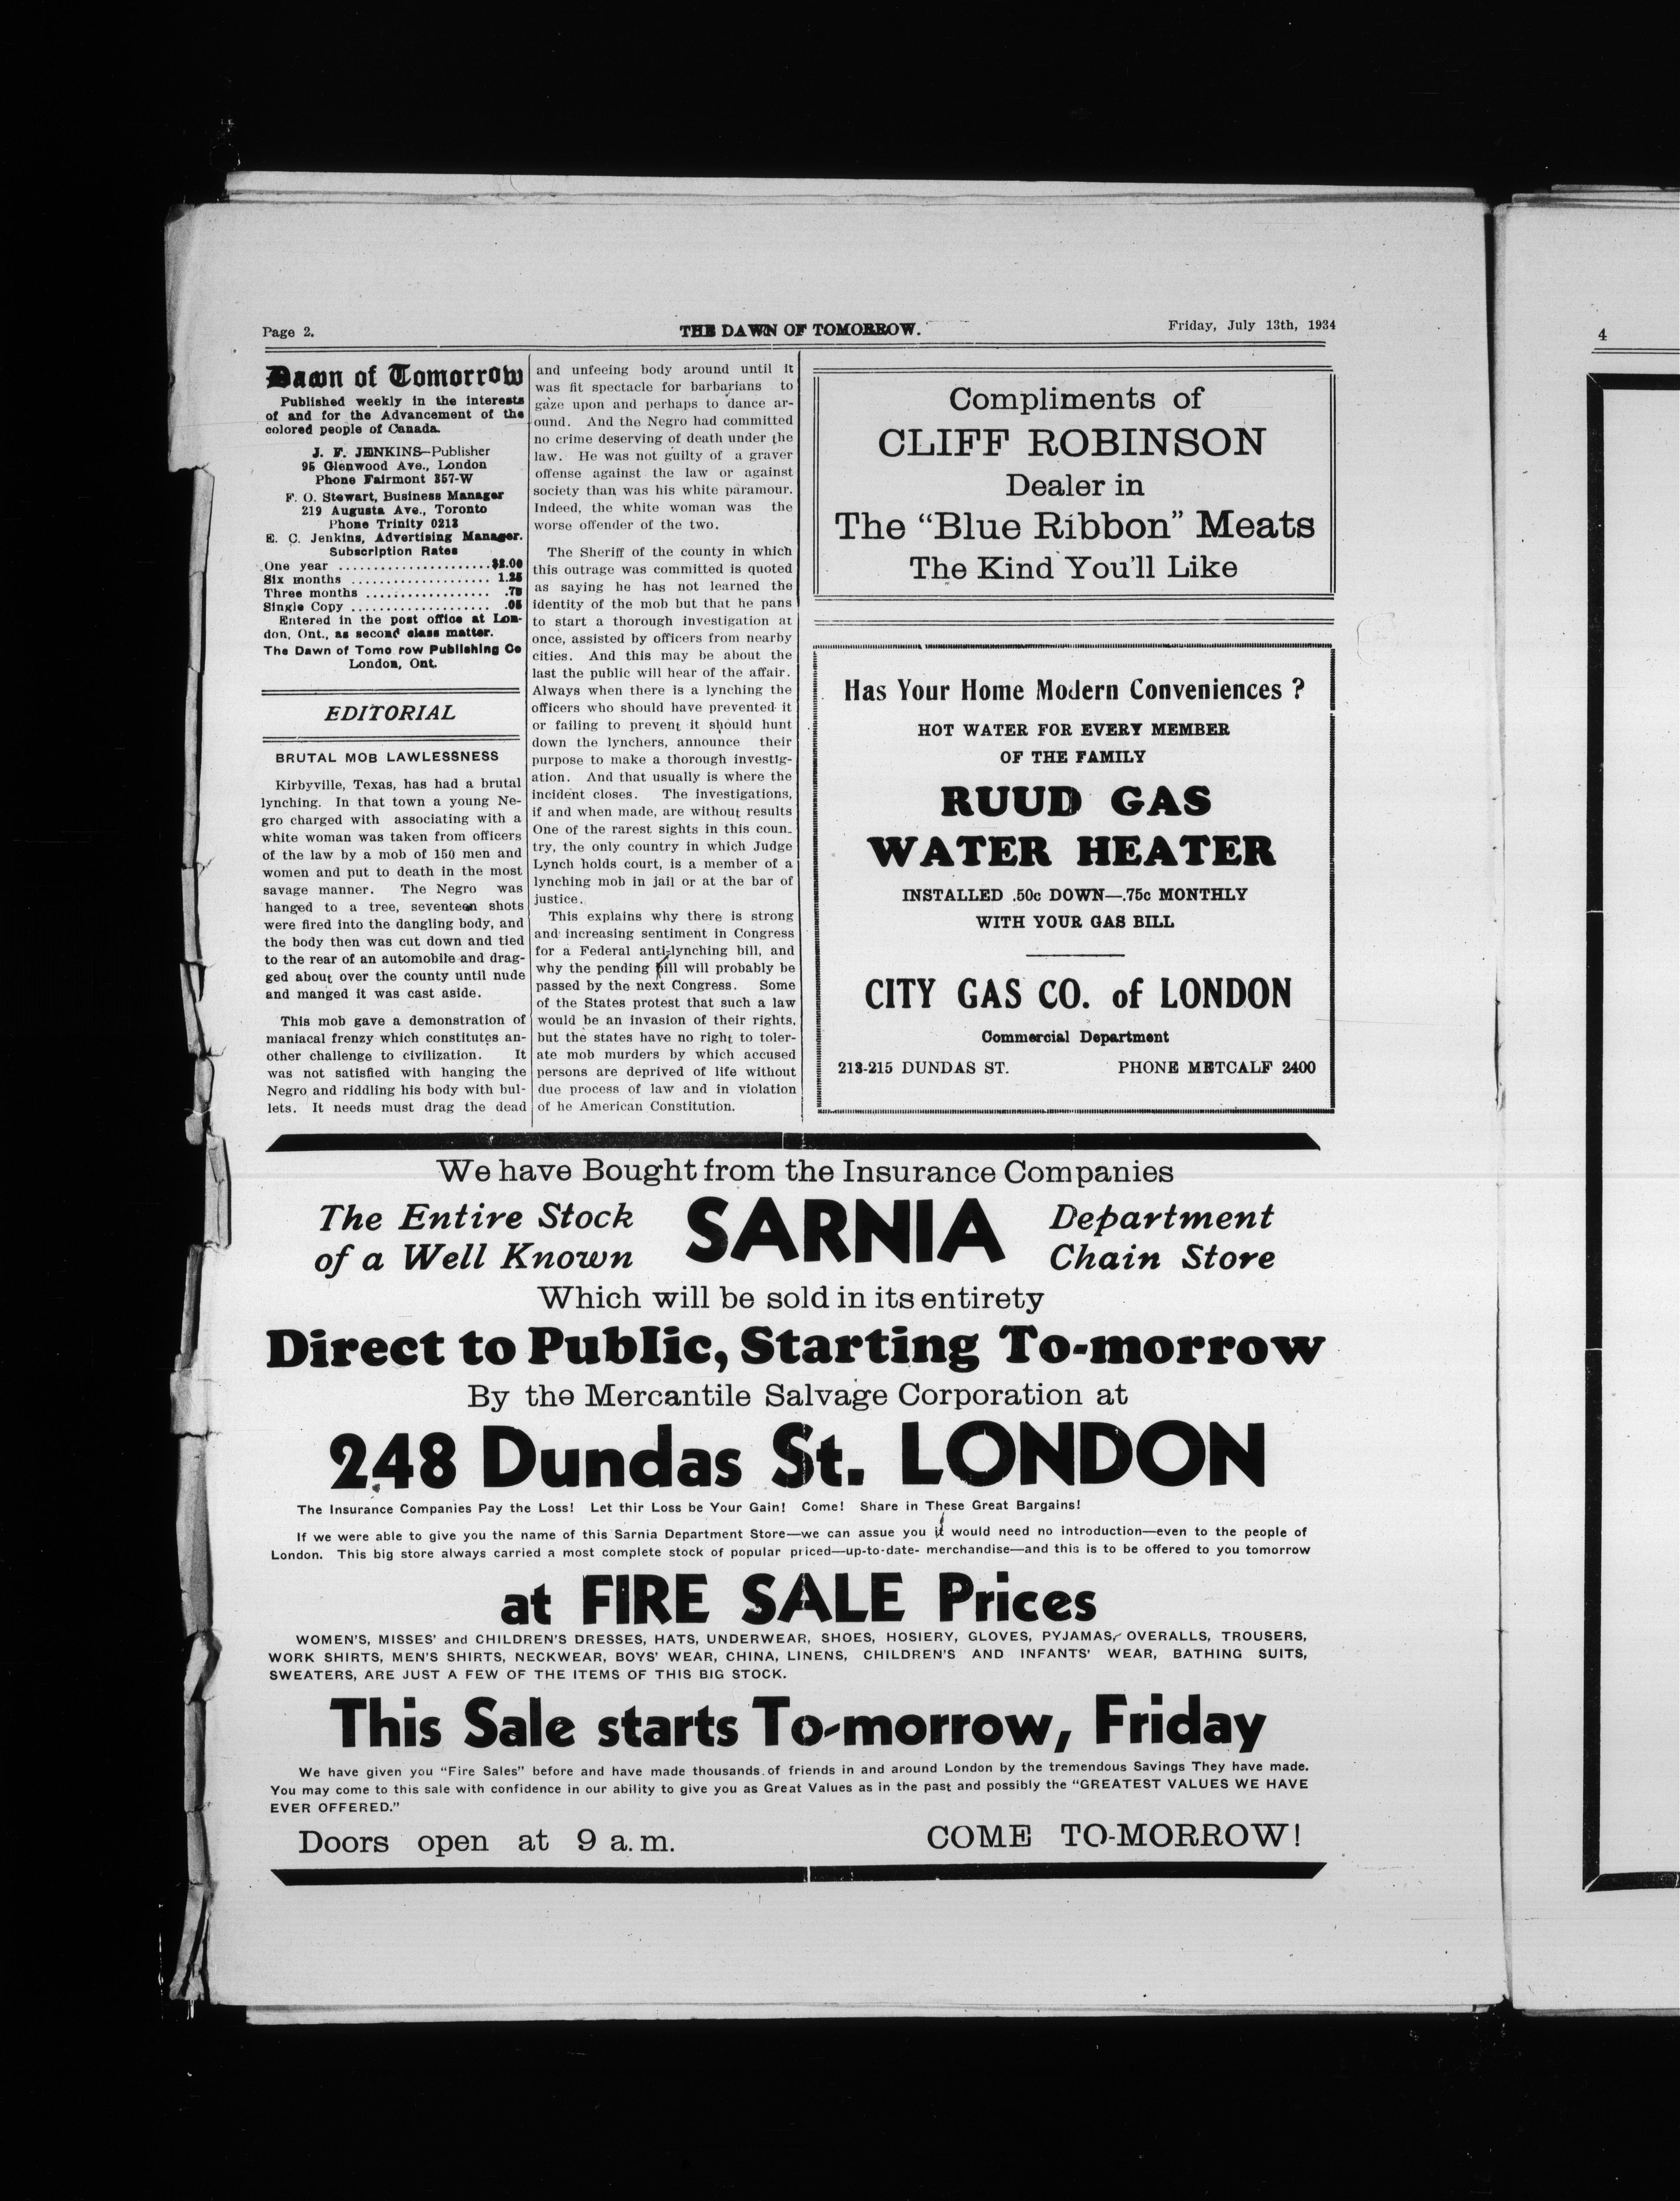 Page 2.
THE DAWN OF TOMORROW.
Friday, July 13th, 1934
Dawn of Tomorrow
Published weekly in the interests
of and for the Advancement of the
colored people of Canada.
J. F. JENKINS—Publisher
95 Glenwood Ave., London
Phone Fairmont 357-W
F. O. Stewart, Business Manager
219 Augusta Ave., Toronto
Phone Trinity 0213
E. C. Jenkins, Advertising Manager.
Subscription Rates
One year ......................$2.00
Six months .................... 1.25
Three months .................. .75
Single Copy .................... .05
Entered in the post office at Lon-
don, Ont., as second class matter.
The Dawn of Tomo row Publishing Co
London, Ont.
EDITORIAL
BRUTAL MOB LAWLESSNESS
Kirbyville, Texas, has had a brutal
lynching. In that town a young Ne-
gro charged with associating with a
white woman was taken from officers
of the law by a mob of 150 men and
women and put to death in the most
savage manner. The Negro was
hanged to a tree, seventeen shots
were fired into the dangling body, and
the body then was cut down and tied
to the rear of an automobile and drag-
ged about over the county until nude
and manged it was cast aside.
This mob gave a demonstration of
maniacal frenzy which constitutes an-
other challenge to civilization. It
was not satisfied with hanging the
Negro and riddling his body with bul-
lets. It needs must drag the dead
and unfeeing body around until it
was fit spectacle for barbarians to
gaze upon and perhaps to dance ar-
ound. And the Negro had committed
no crime deserving of death under the
law. He was not guilty of a graver
offense against the law or against
society than was his white paramour.
Indeed, the white woman was the
worse offender of the two.
The Sheriff of the county in which
this outrage was committed is quoted
as saying he has not learned the
identity of the mob but that he pans
to start a thorough investigation at
once, assisted by officers from nearby
cities. And this may be about the
last the public will hear of the affair.
Always when there is a lynching the
officers who should have prevented it
or failing to prevent it should hunt
down the lynchers, announce their
purpose to make a thorough investig-
ation. And that usually is where the
incident closes. The investigations,
if and when made, are without results
One of the rarest sights in this coun-
try, the only country in which Judge
Lynch holds court, is a member of a
lynching mob in jail or at the bar of
justice.
This explains why there is strong
and increasing sentiment in Congress
for a Federal anti-lynching bill, and
why the pending bill will probably be
passed by the next Congress. Some
of the States protest that such a law
would be an invasion of their rights,
but the states have no right to toler-
ate mob murders by which accused
persons are deprived of life without
due process of law and in violation
of he American Constitution.
Compliments of
CLIFF ROBINSON
Dealer in
The “Blue Ribbon” Meats
The Kind You'll Like
Has Your Home Modern Conveniences ?
HOT WATER FOR EVERY MEMBER
OF THE FAMILY
RUUD GAS
WATER HEATER
INSTALLED .50c DOWN—.75c MONTHLY
WITH YOUR GAS BILL
CITY GAS CO. of LONDON
Commercial Department
213-215 DUNDAS ST. PHONE METCALF 2400
We have Bought from the Insurance Companies
The Entire Stock
of a Well Known
SARNIA
Department
Chain Store
Which will be sold in its entirety
Direct to Public, Starting To-morrow
By the Mercantile Salvage Corporation at
248 Dundas St. LONDON
The Insurance Companies Pay the Loss! Let thir Loss be Your Gain! Come! Share in These Great Bargains!
If we were able to give you the name of this Sarnia Department Store—we can assue you it would need no introduction—even to the people of
London. This big store always carried a most complete stock of popular priced—up-to-date- merchandise—and this is to be offered to you tomorrow
at FIRE SALE Prices
WOMEN'S, MISSES' and CHILDREN'S DRESSES, HATS, UNDERWEAR, SHOES, HOSIERY, GLOVES, PYJAMAS, OVERALLS, TROUSERS,
WORK SHIRTS, MEN'S SHIRTS, NECKWEAR, BOYS' WEAR, CHINA, LINENS, CHILDREN'S AND INFANTS' WEAR, BATHING SUITS,
SWEATERS, ARE JUST A FEW OF THE ITEMS OF THIS BIG STOCK.
This Sale starts To-morrow, Friday
We have given you “Fire Sales” before and have made thousands of friends in and around London by the tremendous Savings They have made.
You may come to this sale with confidence in our ability to give you as Great Values as in the past and possibly the “GREATEST VALUES WE HAVE
EVER OFFERED.”
Doors open at 9 a.m. COME TO-MORROW!
4